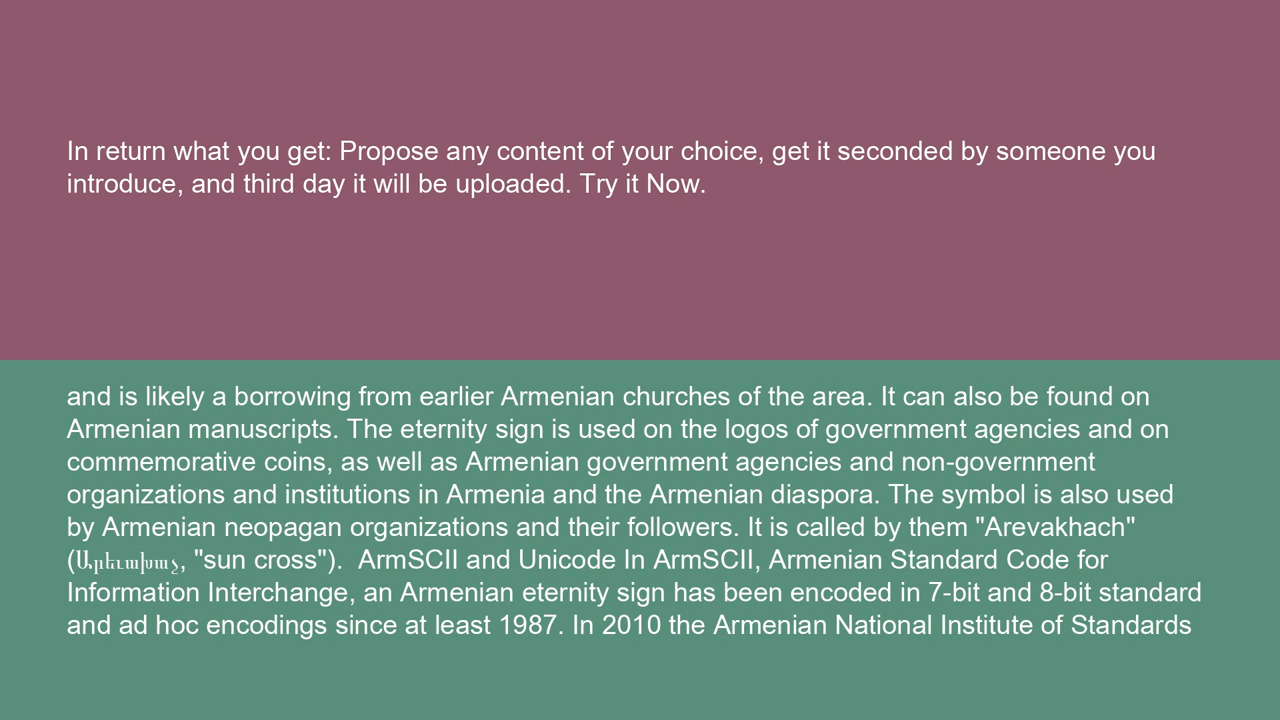 In return what you get: Propose any content of your choice, get it seconded by someone you
introduce, and third day it will be uploaded. Try it Now.
and is likely a borrowing from earlier Armenian churches of the area. It can also be found on
Armenian manuscripts. The eternity sign is used on the logos of government agencies and on
commemorative coins, as well as Armenian government agencies and non-government
organizations and institutions in Armenia and the Armenian diaspora. The symbol is also used
by Armenian neopagan organizations and their followers. It is called by them "Arevakhach"
(Արեւախաչ, "sun cross").  ArmSCII and Unicode In ArmSCII, Armenian Standard Code for
Information Interchange, an Armenian eternity sign has been encoded in 7-bit and 8-bit standard
and ad hoc encodings since at least 1987. In 2010 the Armenian National Institute of Standards